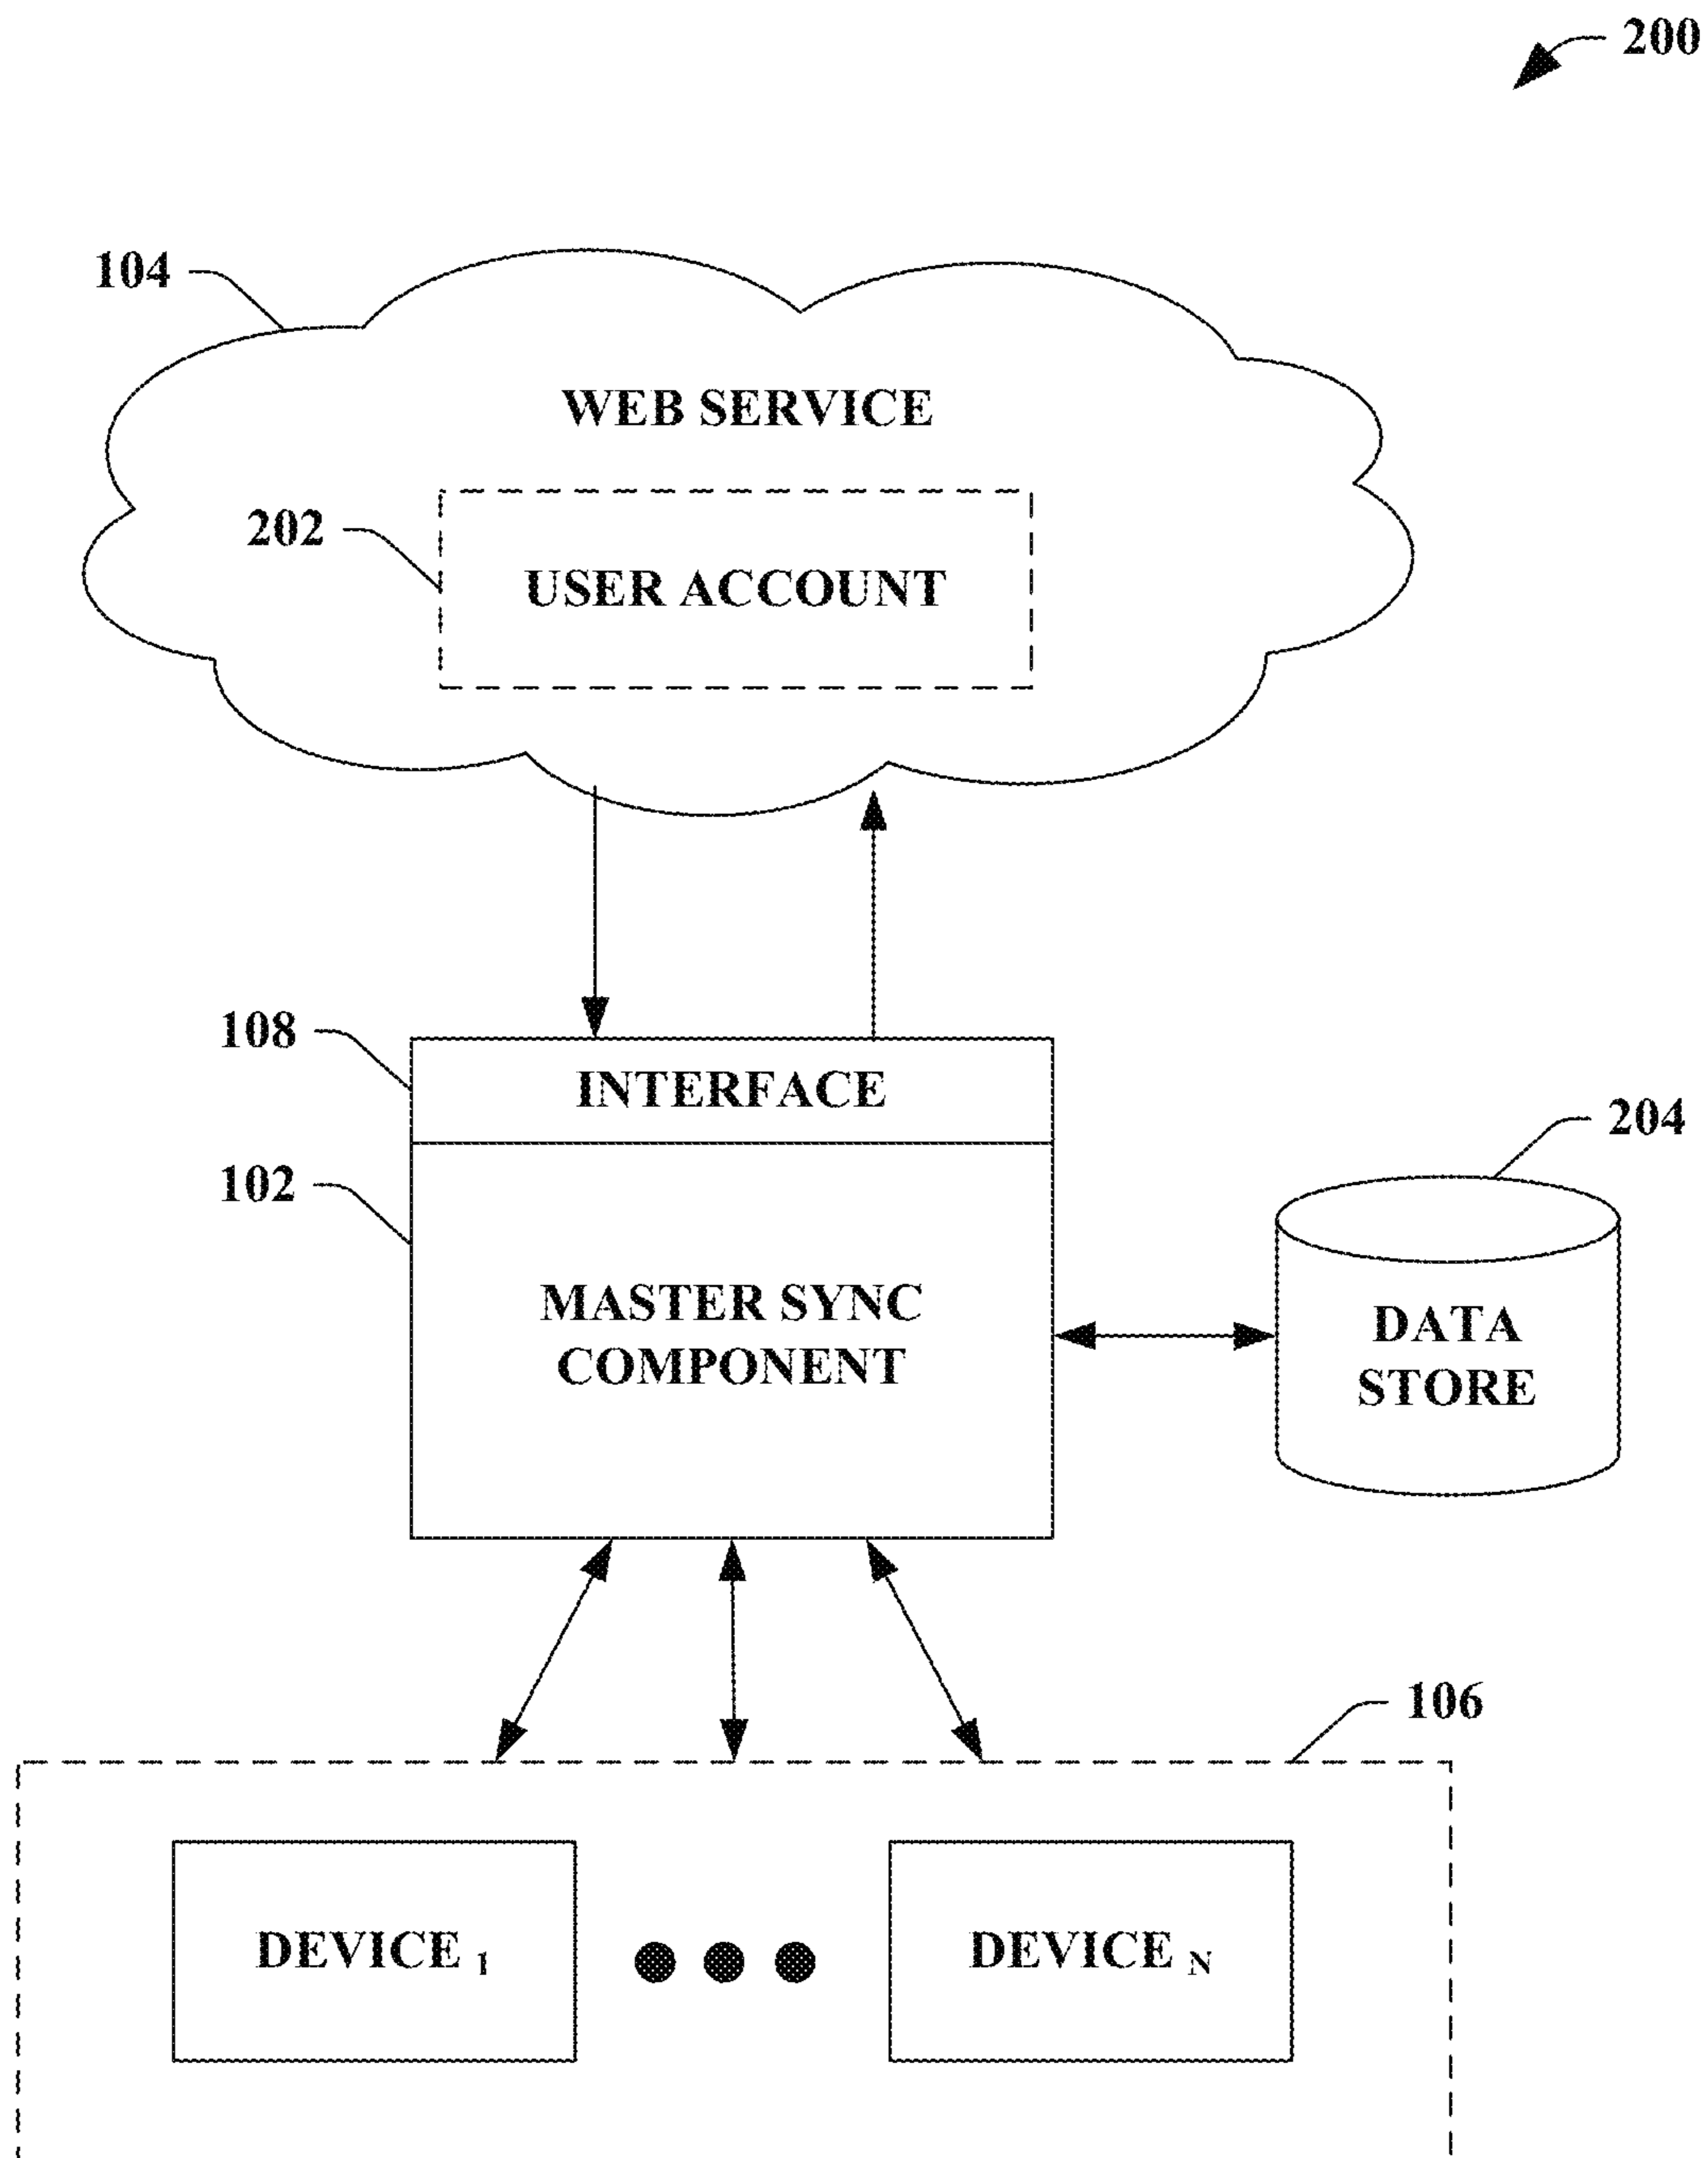 200
104
WEB SERVICE
202
USER ACCOUNT
108
INTERFACE
204
102
MASTER SYNC
COMPONENT
DATA
STORE
106
DEVICE 1
DEVICE N